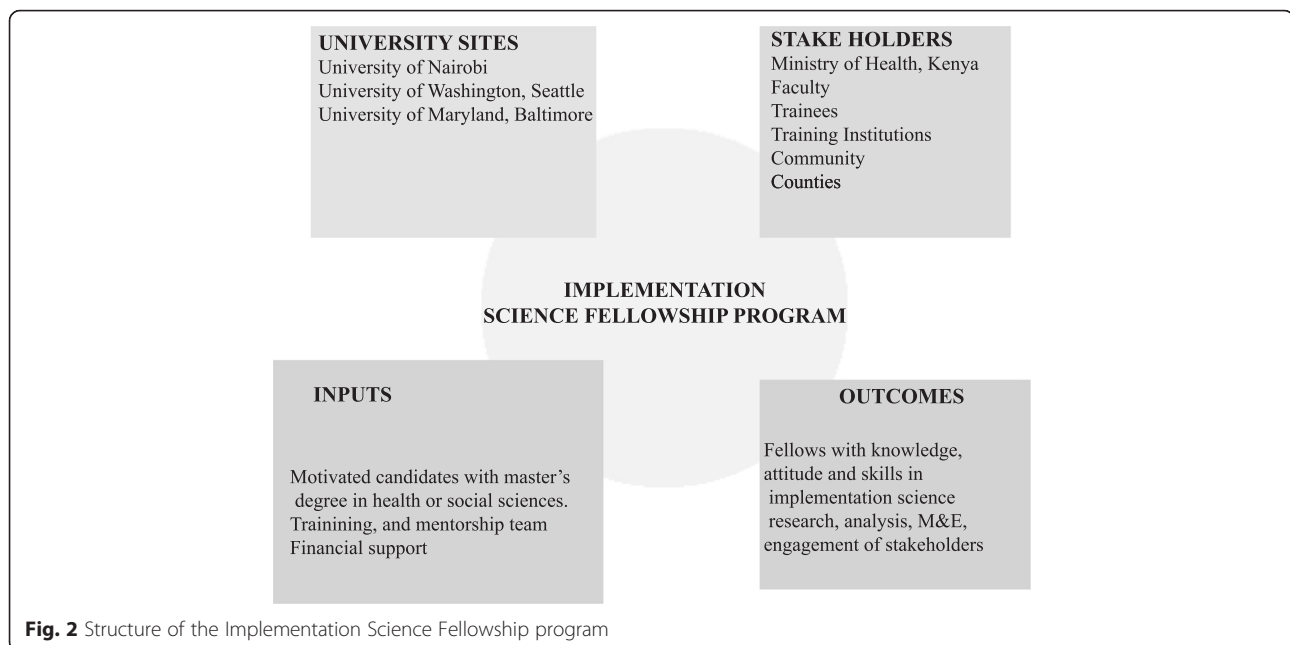 UNIVERSITY SITES
University of Nairobi
University of Washington, Seattle
University of Maryland, Baltimore
STAKE HOLDERS
Ministry of Health, Kenya
Faculty
Trainees
Training Institutions
Community
Counties
IMPLEMENTATION
SCIENCE FELLOWSHIP PROGRAM
INPUTS
Motivated candidates with master's
degree in health or social sciences.
Trainining, and mentorship team
Financial support
OUTCOMES
Fellows with knowledge,
attitude and skills in
implementation science
research, analysis, M&E,
engagement of stakeholders
Fig. 2 Structure of the Implementation Science Fellowship program